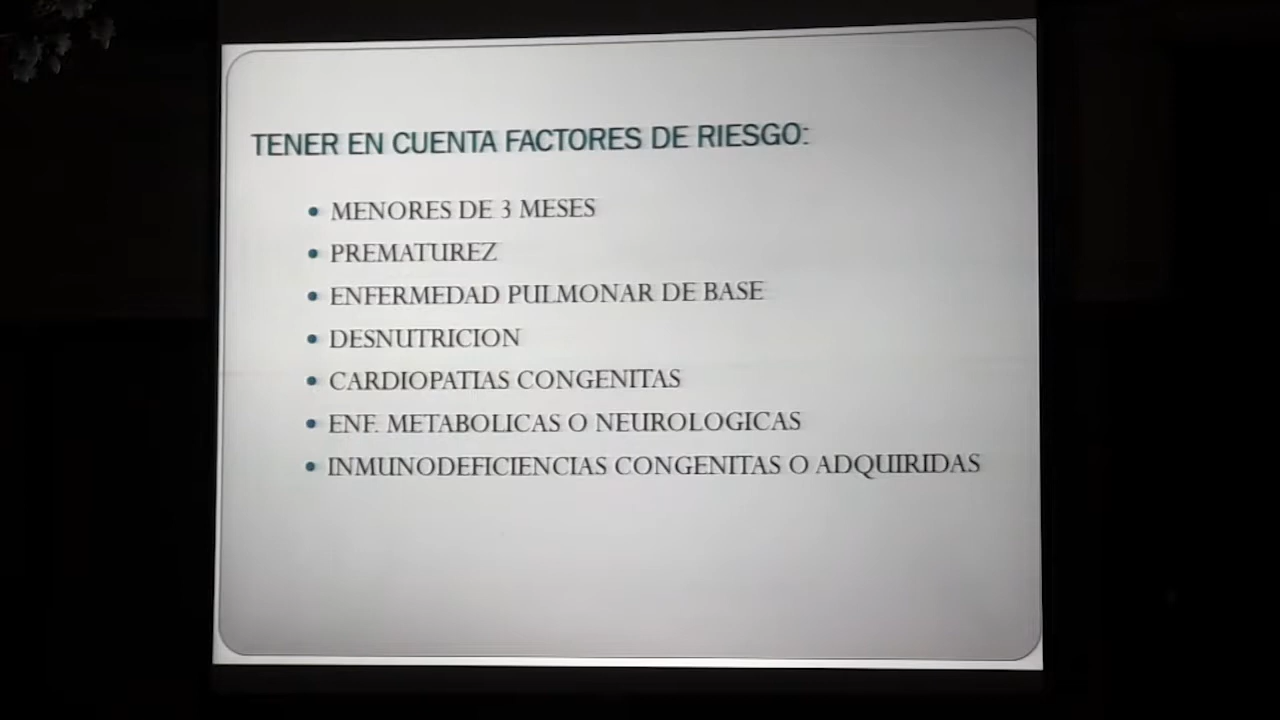 TENER EN CUENTA FACTORES DE RIESGO:
• MENORES DE 3 MESES
• PREMATUREZ
• ENFERMEDAD PULMONAR DE BASE
• DESNUTRICION
• CARDIOPATIAS CONGENITAS
• ENF. METABOLICAS O NEUROLOGICAS
• INMUNODEFICIENCIAS CONGENITAS O ADQUIRIDAS